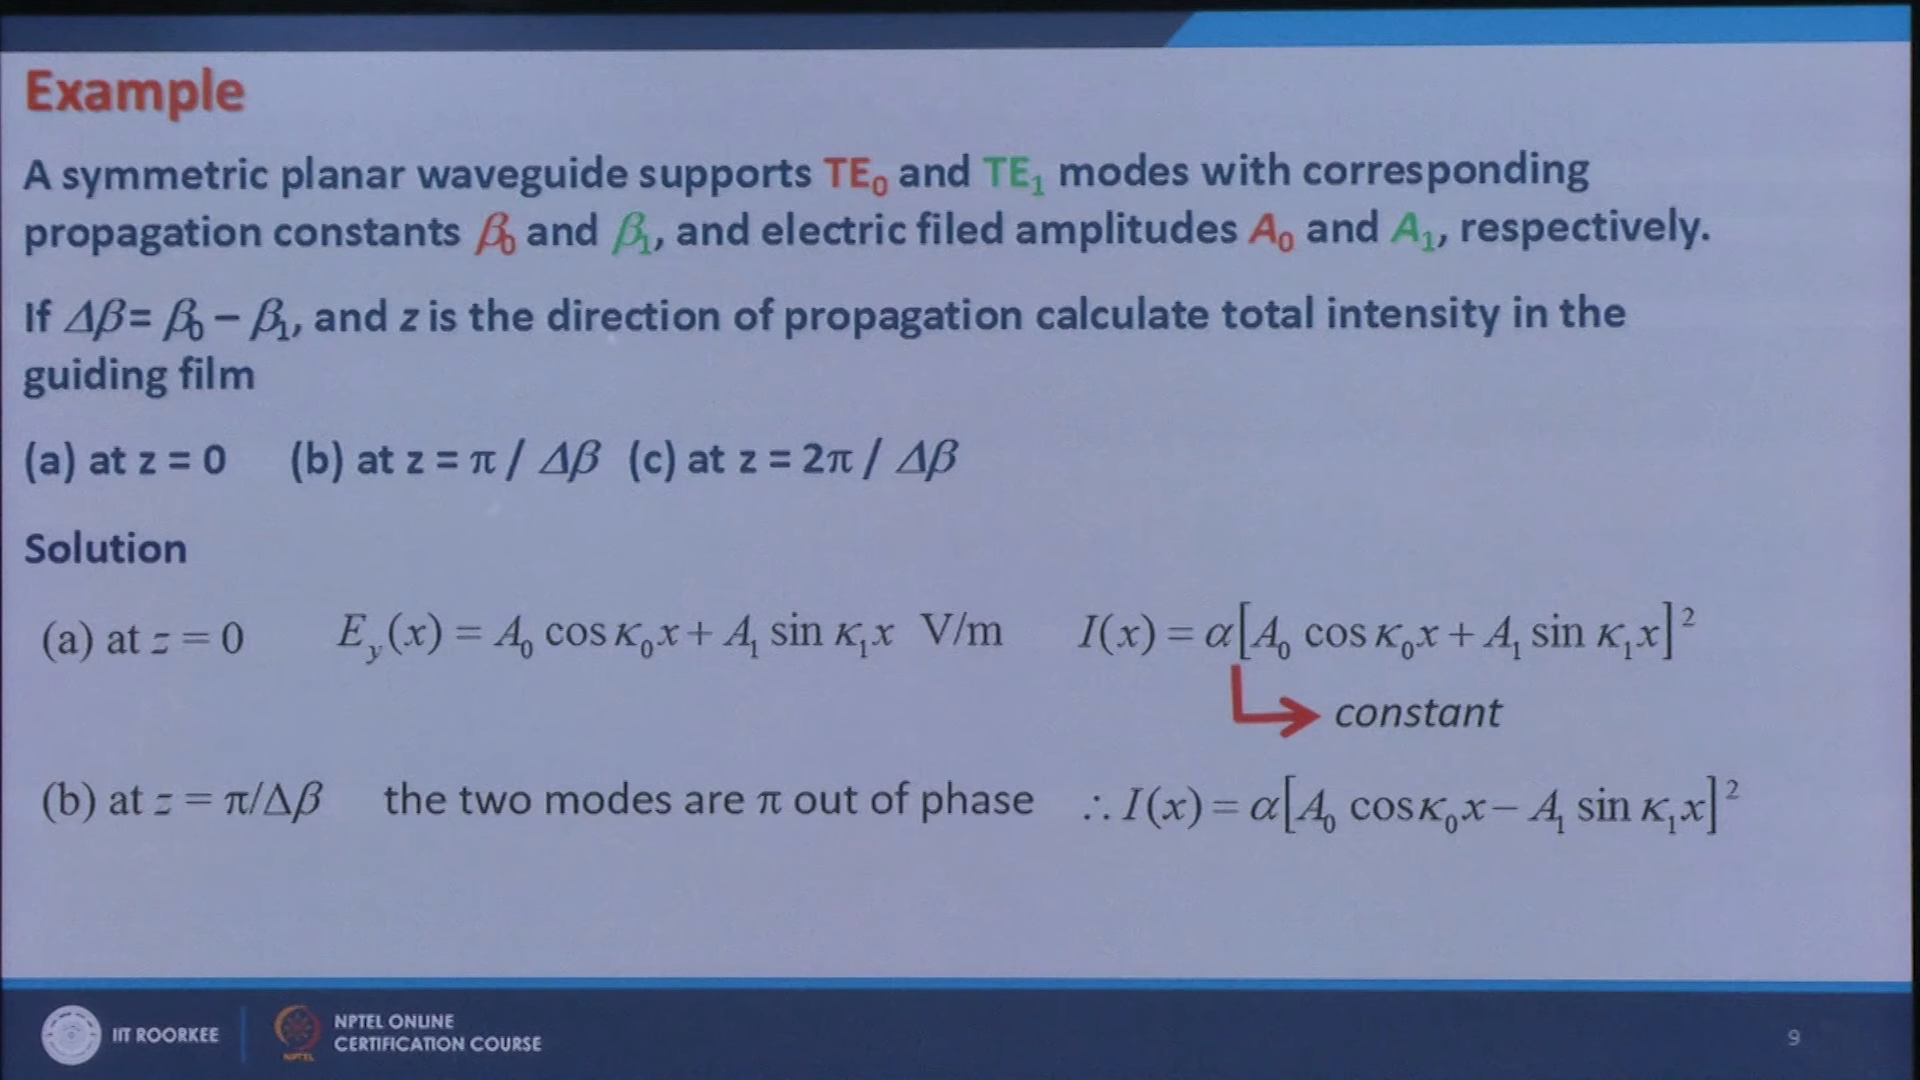 Example
A symmetric planar waveguide supports TE₀ and TE₁ modes with corresponding
propagation constants β₀ and β₁, and electric filed amplitudes A₀ and A₁, respectively.
If Δβ= β₀ – β₁, and z is the direction of propagation calculate total intensity in the
guiding film
(a) at z = 0 (b) at z = π / Δβ (c) at z = 2π / Δβ
Solution
(a) at z = 0 E_y(x) = A₀ cos κ₀x + A₁ sin κ₁x V/m I(x) = α[A₀ cos κ₀x + A₁ sin κ₁x]²
constant
(b) at z = π/Δβ the two modes are π out of phase ∴ I(x) = α[A₀ cos κ₀x – A₁ sin κ₁x]²
IIT ROORKEE
NPTEL
NPTEL ONLINE
CERTIFICATION COURSE
9